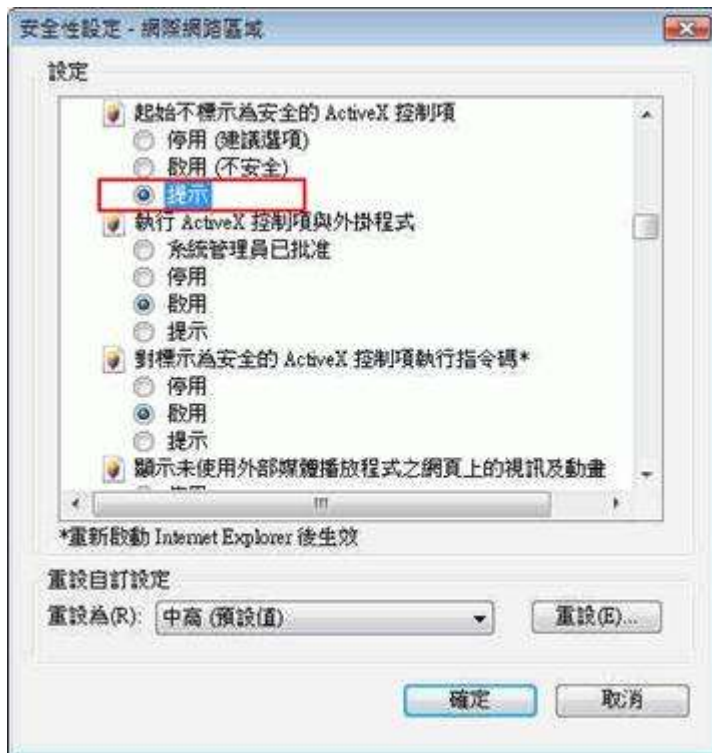 安全性設定 - 網際網路區域
設定
起始不標示為安全的 ActiveX 控制項
停用 (建議選項)
啟用 (不安全)
提示
執行 ActiveX 控制項與外掛程式
系統管理員已批准
停用
啟用
提示
對標示為安全的 ActiveX 控制項執行指令碼*
停用
啟用
提示
顯示未使用外部媒體播放程式之網頁上的視訊及動畫
*重新啟動 Internet Explorer 後生效
重設自訂設定
重設為(R): 中高 (預設值) 重設(E)...
確定 取消